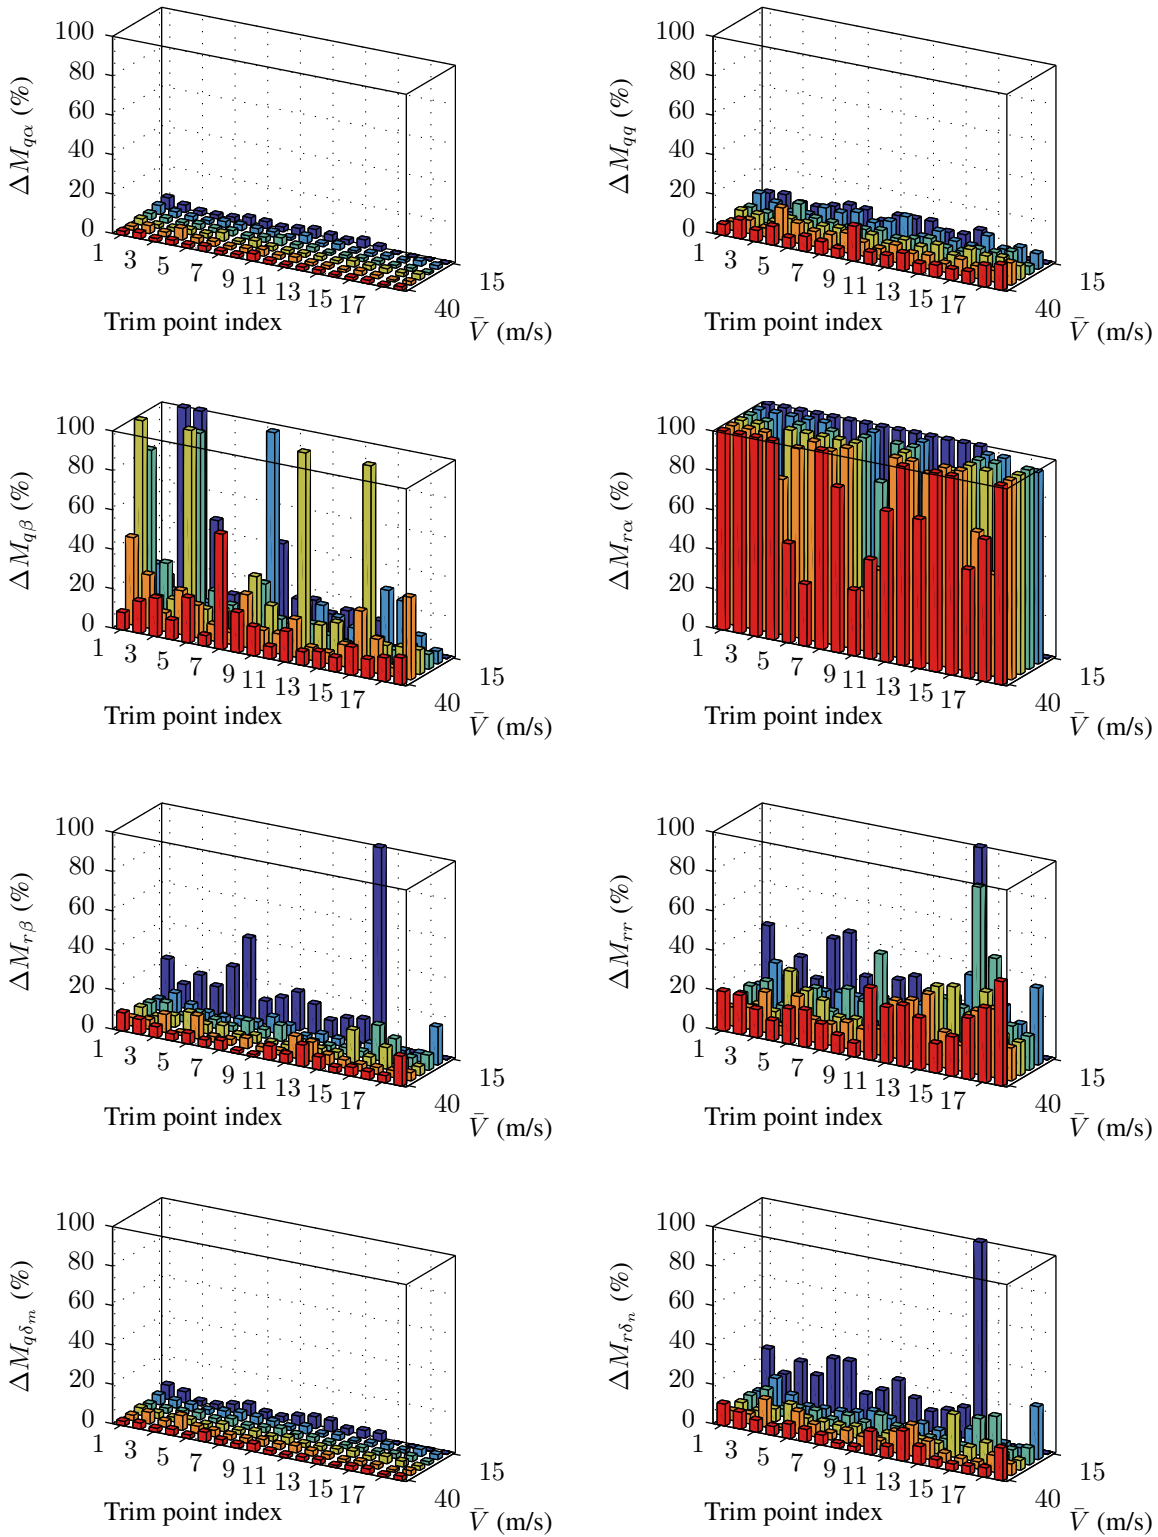 100
80
60
40
20
0
ΔM_{qα} (%)
1 3 5 7 9 11 13 15 17
15
40
Trim point index
V̄ (m/s)
100
80
60
40
20
0
ΔM_{qq} (%)
1 3 5 7 9 11 13 15 17
15
40
Trim point index
V̄ (m/s)
100
80
60
40
20
0
ΔM_{qβ} (%)
1 3 5 7 9 11 13 15 17
15
40
Trim point index
V̄ (m/s)
100
80
60
40
20
0
ΔM_{rα} (%)
1 3 5 7 9 11 13 15 17
15
40
Trim point index
V̄ (m/s)
100
80
60
40
20
0
ΔM_{rβ} (%)
1 3 5 7 9 11 13 15 17
15
40
Trim point index
V̄ (m/s)
100
80
60
40
20
0
ΔM_{rr} (%)
1 3 5 7 9 11 13 15 17
15
40
Trim point index
V̄ (m/s)
100
80
60
40
20
0
ΔM_{qδ_m} (%)
1 3 5 7 9 11 13 15 17
15
40
Trim point index
V̄ (m/s)
100
80
60
40
20
0
ΔM_{rδ_n} (%)
1 3 5 7 9 11 13 15 17
15
40
Trim point index
V̄ (m/s)